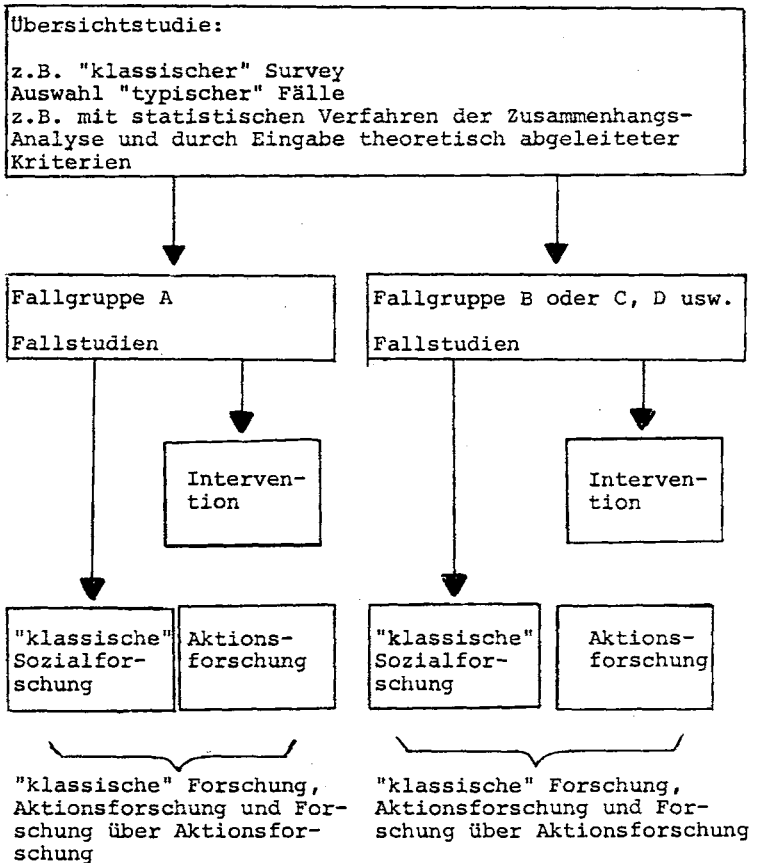 Übersichtstudie:
z.B. "klassischer" Survey
Auswahl "typischer" Fälle
z.B. mit statistischen Verfahren der Zusammenhangs-
Analyse und durch Eingabe theoretisch abgeleiteter
Kriterien
Fallgruppe A
Fallstudien
Fallgruppe B oder C, D usw.
Fallstudien
Interven-
tion
Interven-
tion
"klassische"
Sozialfor-
schung
Aktions-
forschung
"klassische"
Sozialfor-
schung
Aktions-
forschung
"klassische" Forschung,
Aktionsforschung und For-
schung über Aktionsfor-
schung
"klassische" Forschung,
Aktionsforschung und For-
schung über Aktionsforschung